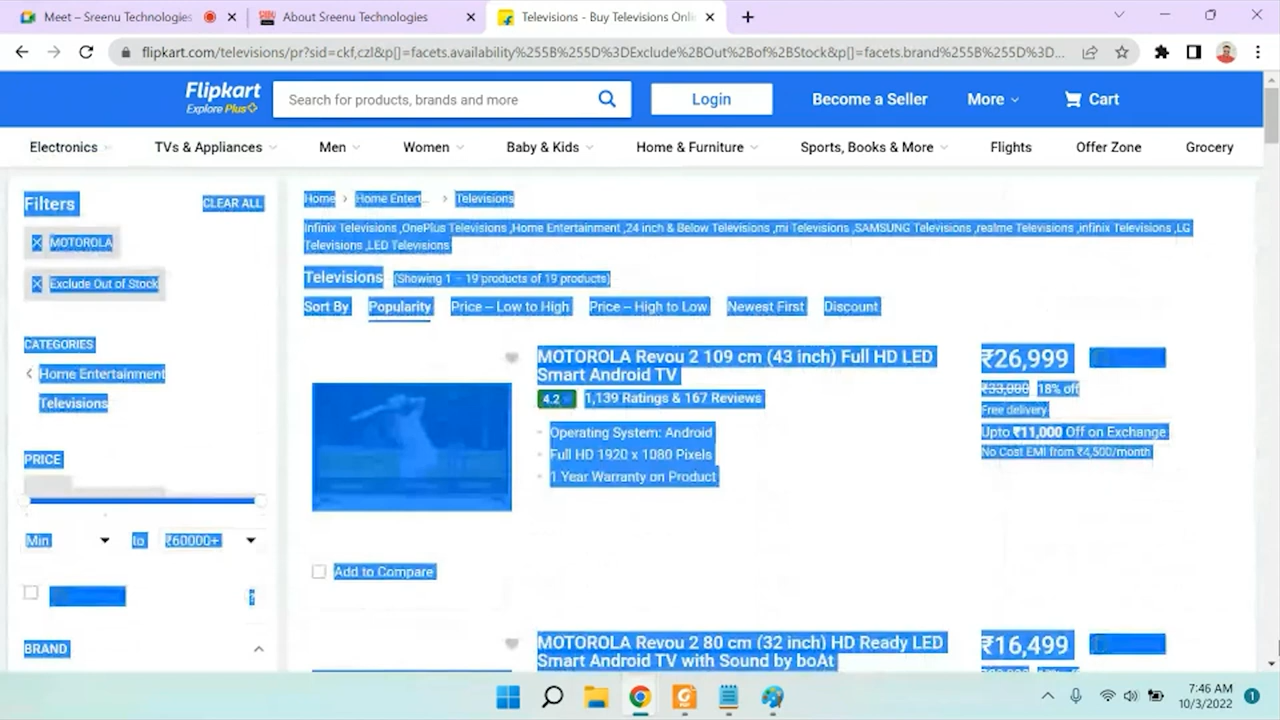 Meet – Sreenu Technologies
About Sreenu Technologies
Televisions - Buy Televisions Onli
flipkart.com/televisions/pr?sid=ckf,czl&p[]=facets.availability%255B%255D%3DExclude%2BOut%2Bof%2BStock&p[]=facets.brand%255B%255D%3D...
Flipkart
Explore Plus
Search for products, brands and more
Login
Become a Seller
More
Cart
Electronics
TVs & Appliances
Men
Women
Baby & Kids
Home & Furniture
Sports, Books & More
Flights
Offer Zone
Grocery
Filters
CLEAR ALL
✕ MOTOROLA
✕ Exclude Out of Stock
CATEGORIES
Home Entertainment
Televisions
PRICE
Min
to
₹60000+
?
BRAND
Home
Home Entert...
Televisions
Infinix Televisions ,OnePlus Televisions ,Home Entertainment ,24 inch & Below Televisions ,mi Televisions ,SAMSUNG Televisions ,realme Televisions ,infinix Televisions ,LG
Televisions ,LED Televisions
Televisions (Showing 1 – 19 products of 19 products)
Sort By
Popularity
Price -- Low to High
Price -- High to Low
Newest First
Discount
MOTOROLA Revou 2 109 cm (43 inch) Full HD LED
Smart Android TV
4.2
1,139 Ratings & 167 Reviews
Operating System: Android
Full HD 1920 x 1080 Pixels
1 Year Warranty on Product
₹26,999
₹33,000 18% off
Free delivery
Upto ₹11,000 Off on Exchange
No Cost EMI from ₹4,500/month
Add to Compare
MOTOROLA Revou 2 80 cm (32 inch) HD Ready LED
Smart Android TV with Sound by boAt
₹16,499
7:46 AM
10/3/2022
1